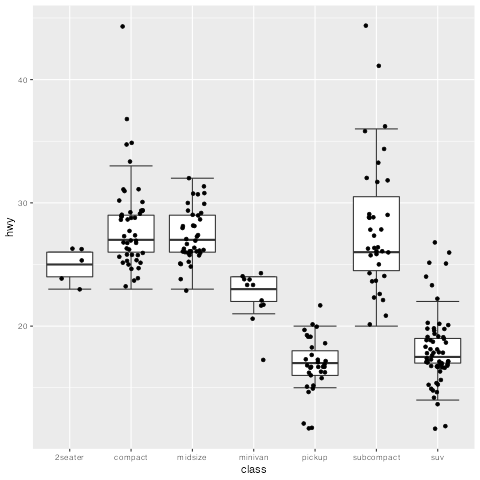 hwy
40
30
20
2seater compact midsize minivan pickup subcompact suv
class